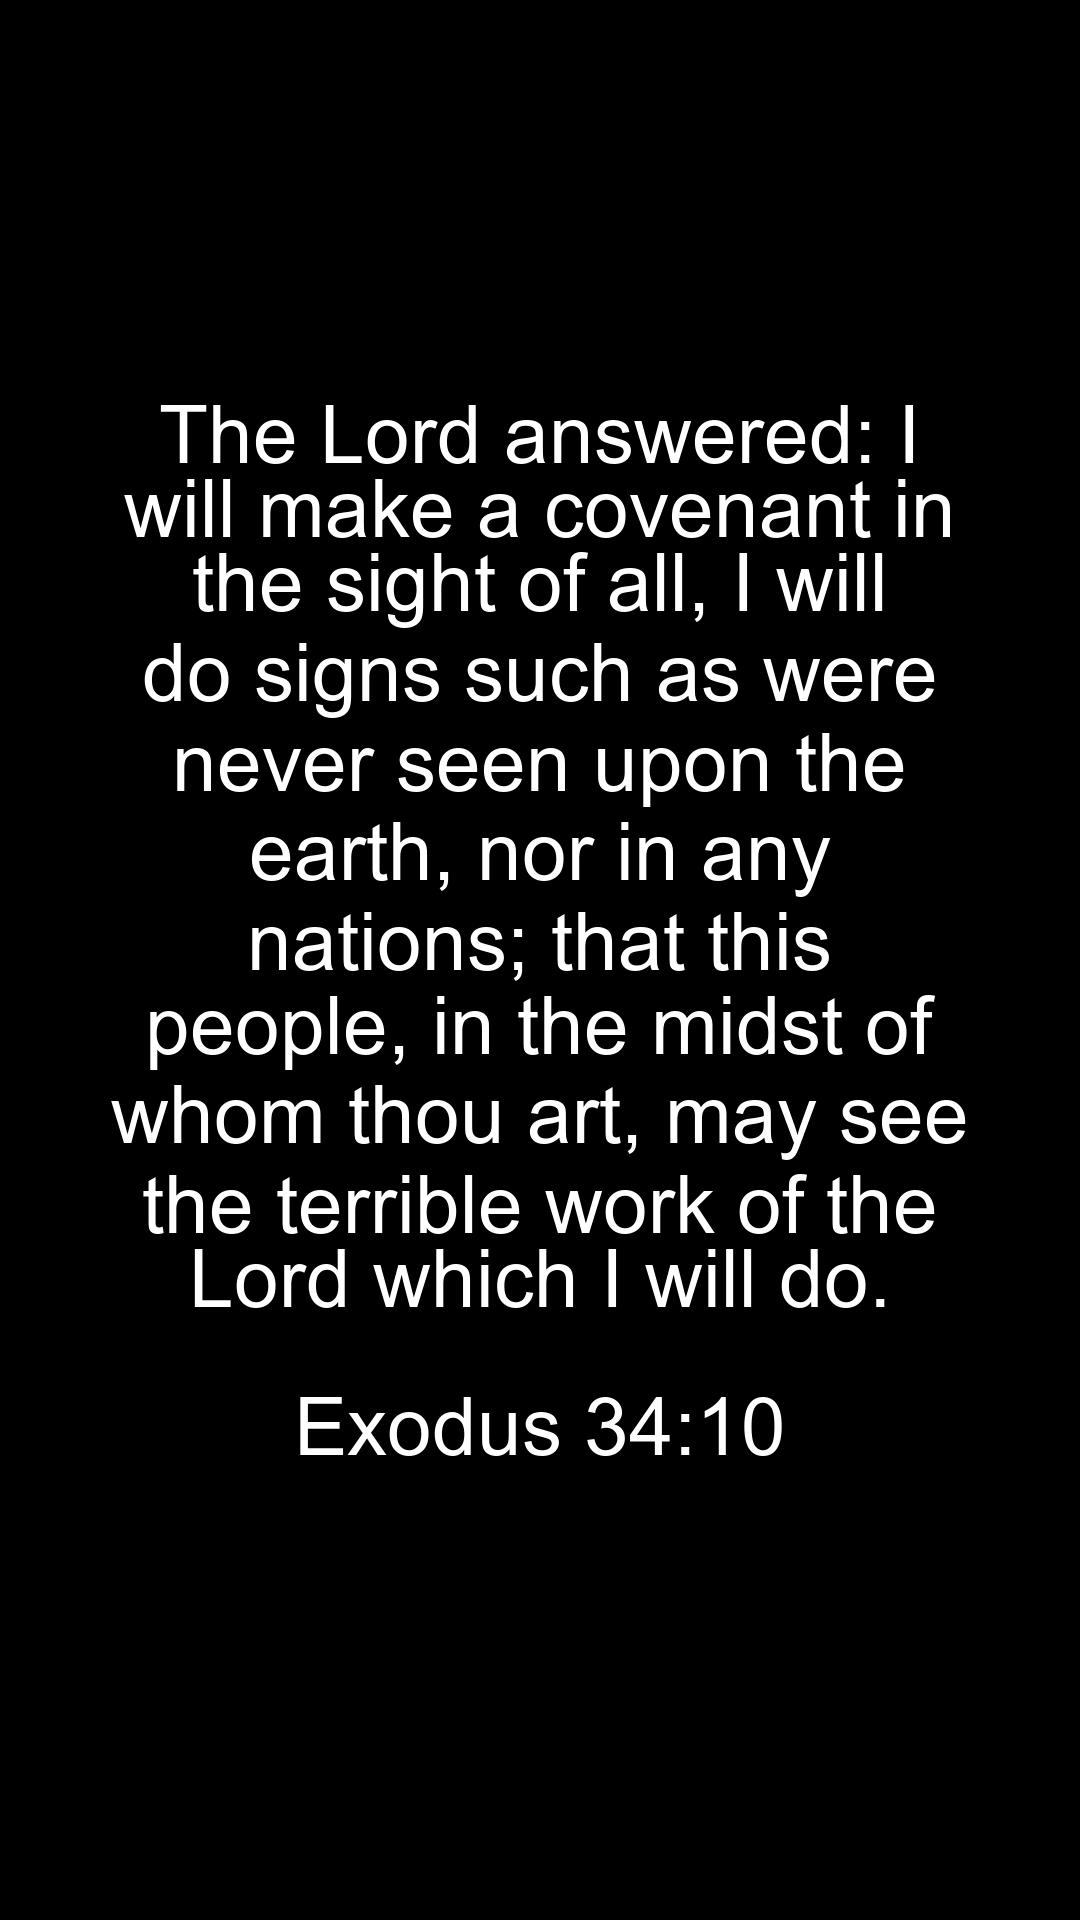 The Lord answered: I
will make a covenant in
the sight of all, I will
do signs such as were
never seen upon the
earth, nor in any
nations; that this
people, in the midst of
whom thou art, may see
the terrible work of the
Lord which I will do.
Exodus 34:10